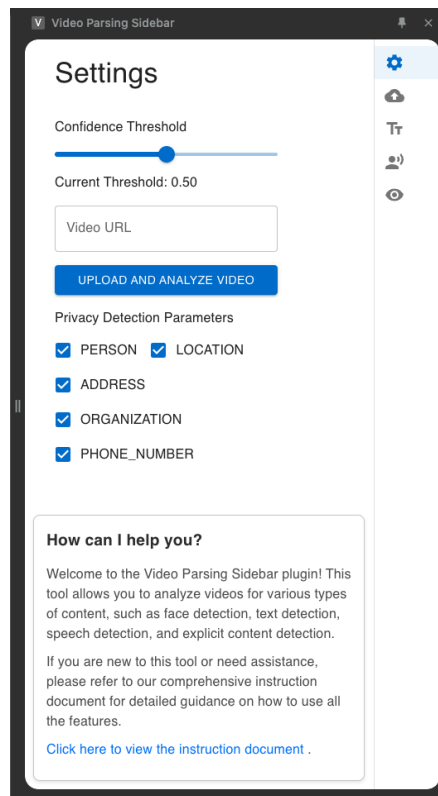 V Video Parsing Sidebar
Settings
Confidence Threshold
Current Threshold: 0.50
Video URL
UPLOAD AND ANALYZE VIDEO
Privacy Detection Parameters
PERSON LOCATION
ADDRESS
ORGANIZATION
PHONE_NUMBER
How can I help you?
Welcome to the Video Parsing Sidebar plugin! This
tool allows you to analyze videos for various types
of content, such as face detection, text detection,
speech detection, and explicit content detection.
If you are new to this tool or need assistance,
please refer to our comprehensive instruction
document for detailed guidance on how to use all
the features.
Click here to view the instruction document .
Tт